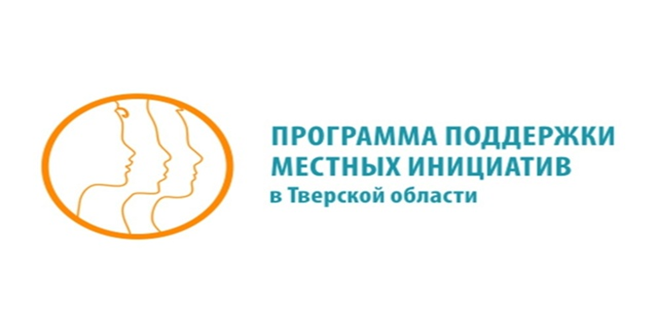 ПРОГРАММА ПОДДЕРЖКИ
МЕСТНЫХ ИНИЦИАТИВ
в Тверской области